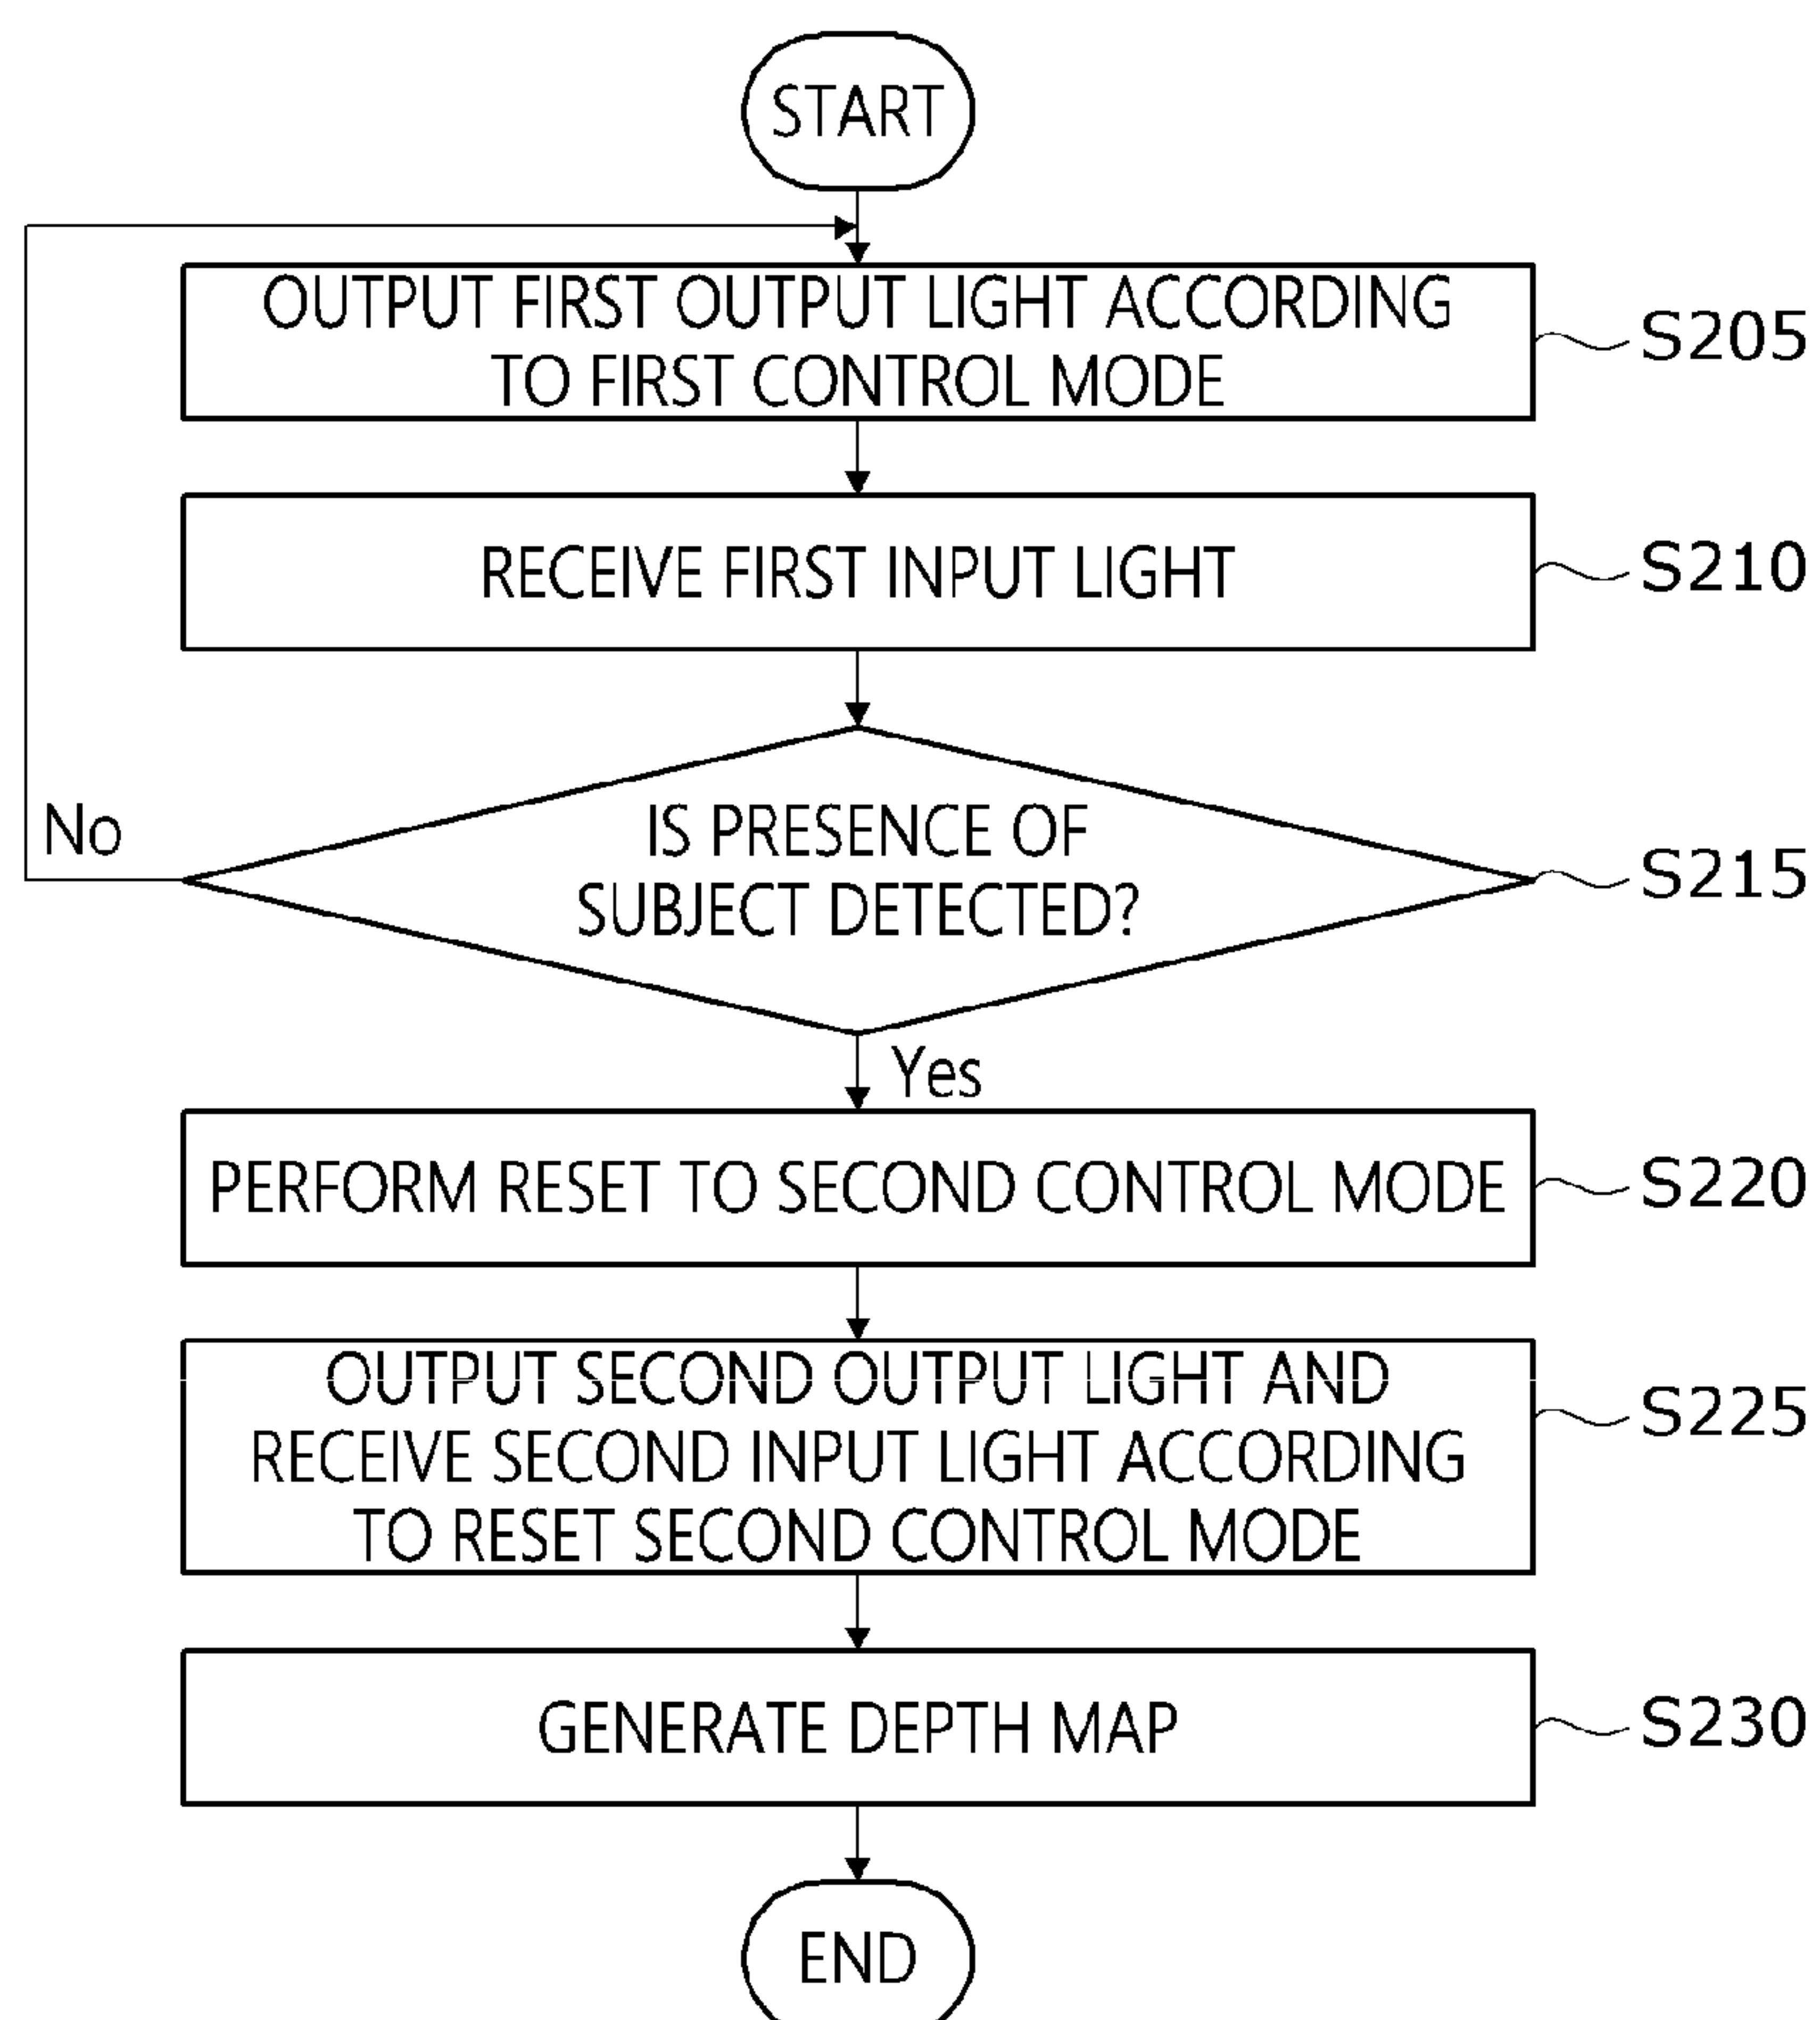 START
OUTPUT FIRST OUTPUT LIGHT ACCORDING
TO FIRST CONTROL MODE
S205
RECEIVE FIRST INPUT LIGHT
S210
IS PRESENCE OF
SUBJECT DETECTED?
S215
No
Yes
PERFORM RESET TO SECOND CONTROL MODE
S220
OUTPUT SECOND OUTPUT LIGHT AND
RECEIVE SECOND INPUT LIGHT ACCORDING
TO RESET SECOND CONTROL MODE
S225
GENERATE DEPTH MAP
S230
END